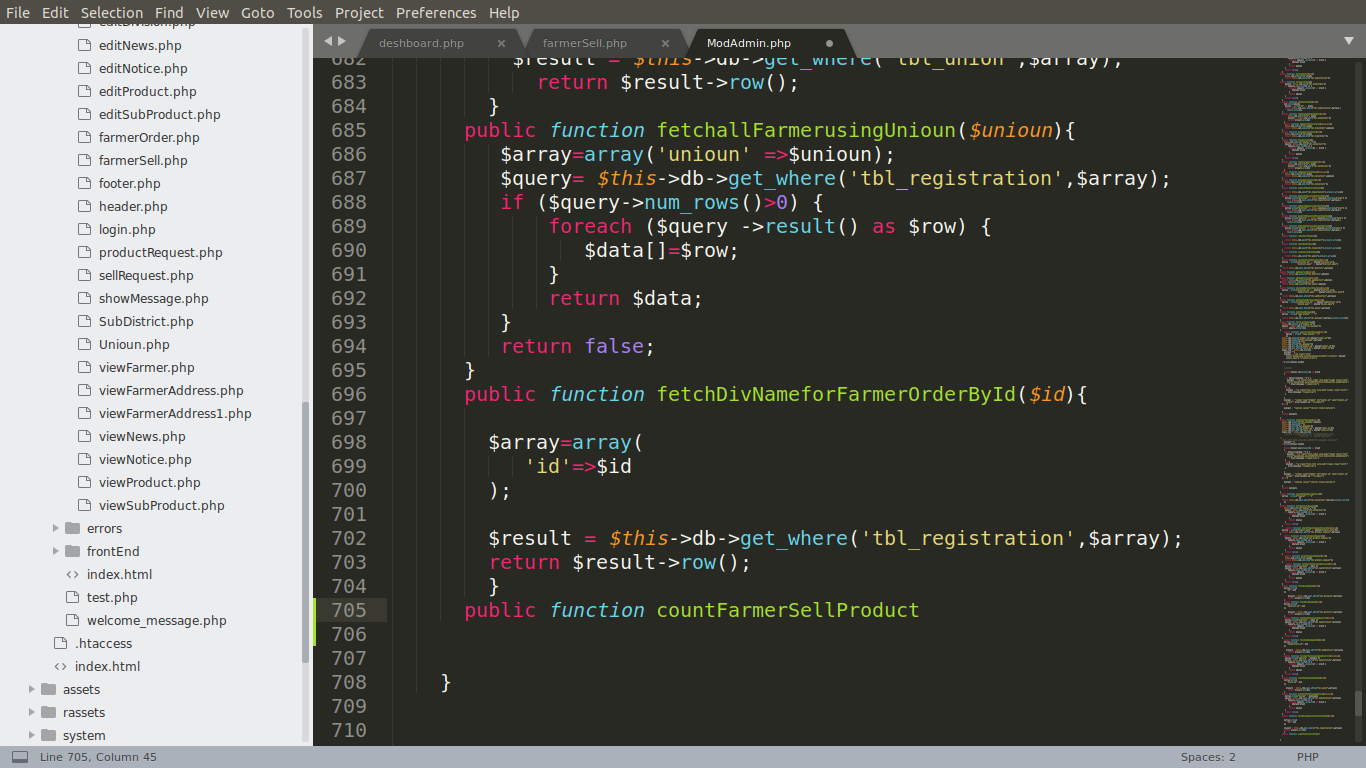 File Edit Selection Find View Goto Tools Project Preferences Help
deshboard.php × farmerSell.php × ModAdmin.php
editDivision.php
editNews.php
editNotice.php
editProduct.php
editSubProduct.php
farmerOrder.php
farmerSell.php
footer.php
header.php
login.php
productRequest.php
sellRequest.php
showMessage.php
SubDistrict.php
Unioun.php
viewFarmer.php
viewFarmerAddress.php
viewFarmerAddress1.php
viewNews.php
viewNotice.php
viewProduct.php
viewSubProduct.php
errors
frontEnd
index.html
test.php
welcome_message.php
.htaccess
index.html
assets
rassets
system
682 $result = $this->db->get_where('tbl_union',$array);
683 return $result->row();
684 }
685 public function fetchallFarmerusingUnioun($unioun){
686 $array=array('unioun' =>$unioun);
687 $query= $this->db->get_where('tbl_registration',$array);
688 if ($query->num_rows()>0) {
689 foreach ($query ->result() as $row) {
690 $data[]=$row;
691 }
692 return $data;
693 }
694 return false;
695 }
696 public function fetchDivNameforFarmerOrderById($id){
697
698 $array=array(
699 'id'=>$id
700 );
701
702 $result = $this->db->get_where('tbl_registration',$array);
703 return $result->row();
704 }
705 public function countFarmerSellProduct
706
707
708 }
709
710
Line 705, Column 45 Spaces: 2 PHP